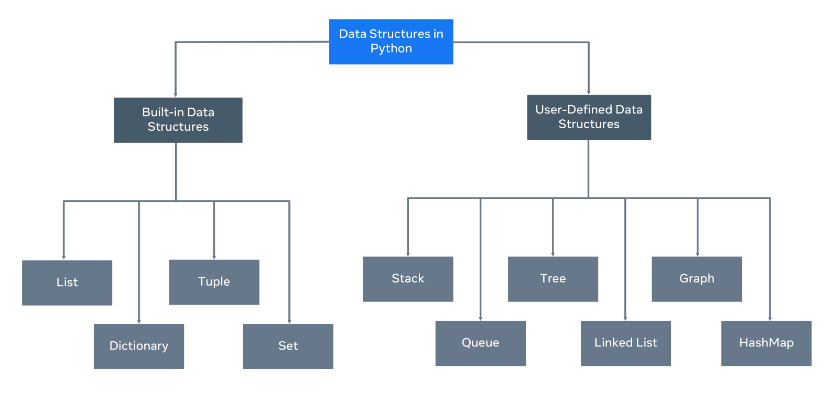 Data Structures in
Python
Built-in Data
Structures
User-Defined Data
Structures
List
Tuple
Dictionary
Set
Stack
Tree
Graph
Queue
Linked List
HashMap